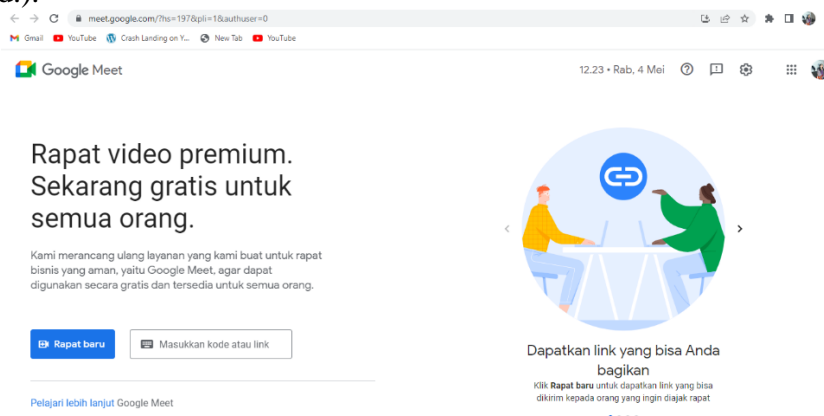 meet.google.com/?hs=197&pli=1&authuser=0
Gmail YouTube Crash Landing on Y... New Tab YouTube
Google Meet
12.23 • Rab, 4 Mei
Rapat video premium.
Sekarang gratis untuk
semua orang.
Kami merancang ulang layanan yang kami buat untuk rapat
bisnis yang aman, yaitu Google Meet, agar dapat
digunakan secara gratis dan tersedia untuk semua orang.
Rapat baru
Masukkan kode atau link
Pelajari lebih lanjut Google Meet
Dapatkan link yang bisa Anda
bagikan
Klik Rapat baru untuk dapatkan link yang bisa
dikirim kepada orang yang ingin diajak rapat